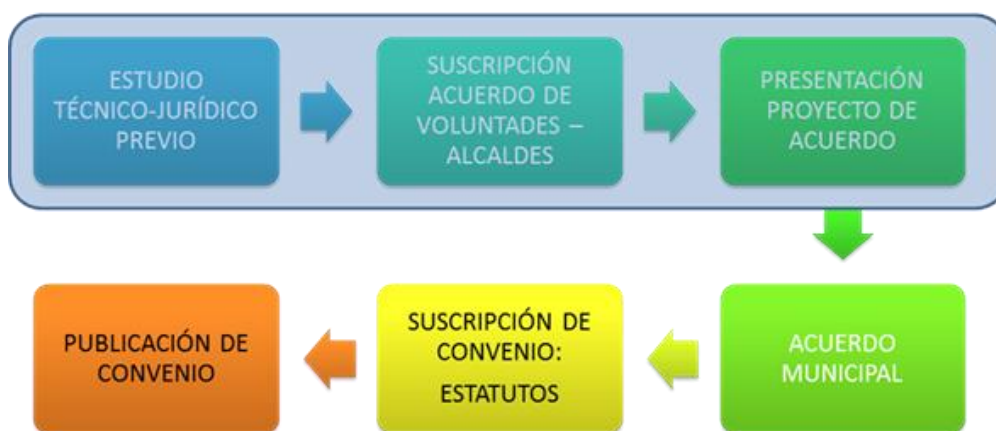 ESTUDIO
TÉCNICO-JURÍDICO
PREVIO
SUSCRIPCIÓN
ACUERDO DE
VOLUNTADES –
ALCALDES
PRESENTACIÓN
PROYECTO DE
ACUERDO
ACUERDO
MUNICIPAL
SUSCRIPCIÓN DE
CONVENIO:
ESTATUTOS
PUBLICACIÓN DE
CONVENIO